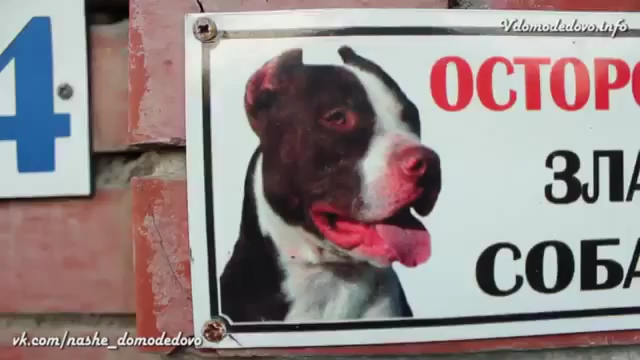 Vdomodedovo.info
4
ОСТОРО
ЗЛА
СОБА
vk.com/nashe_domodedovo